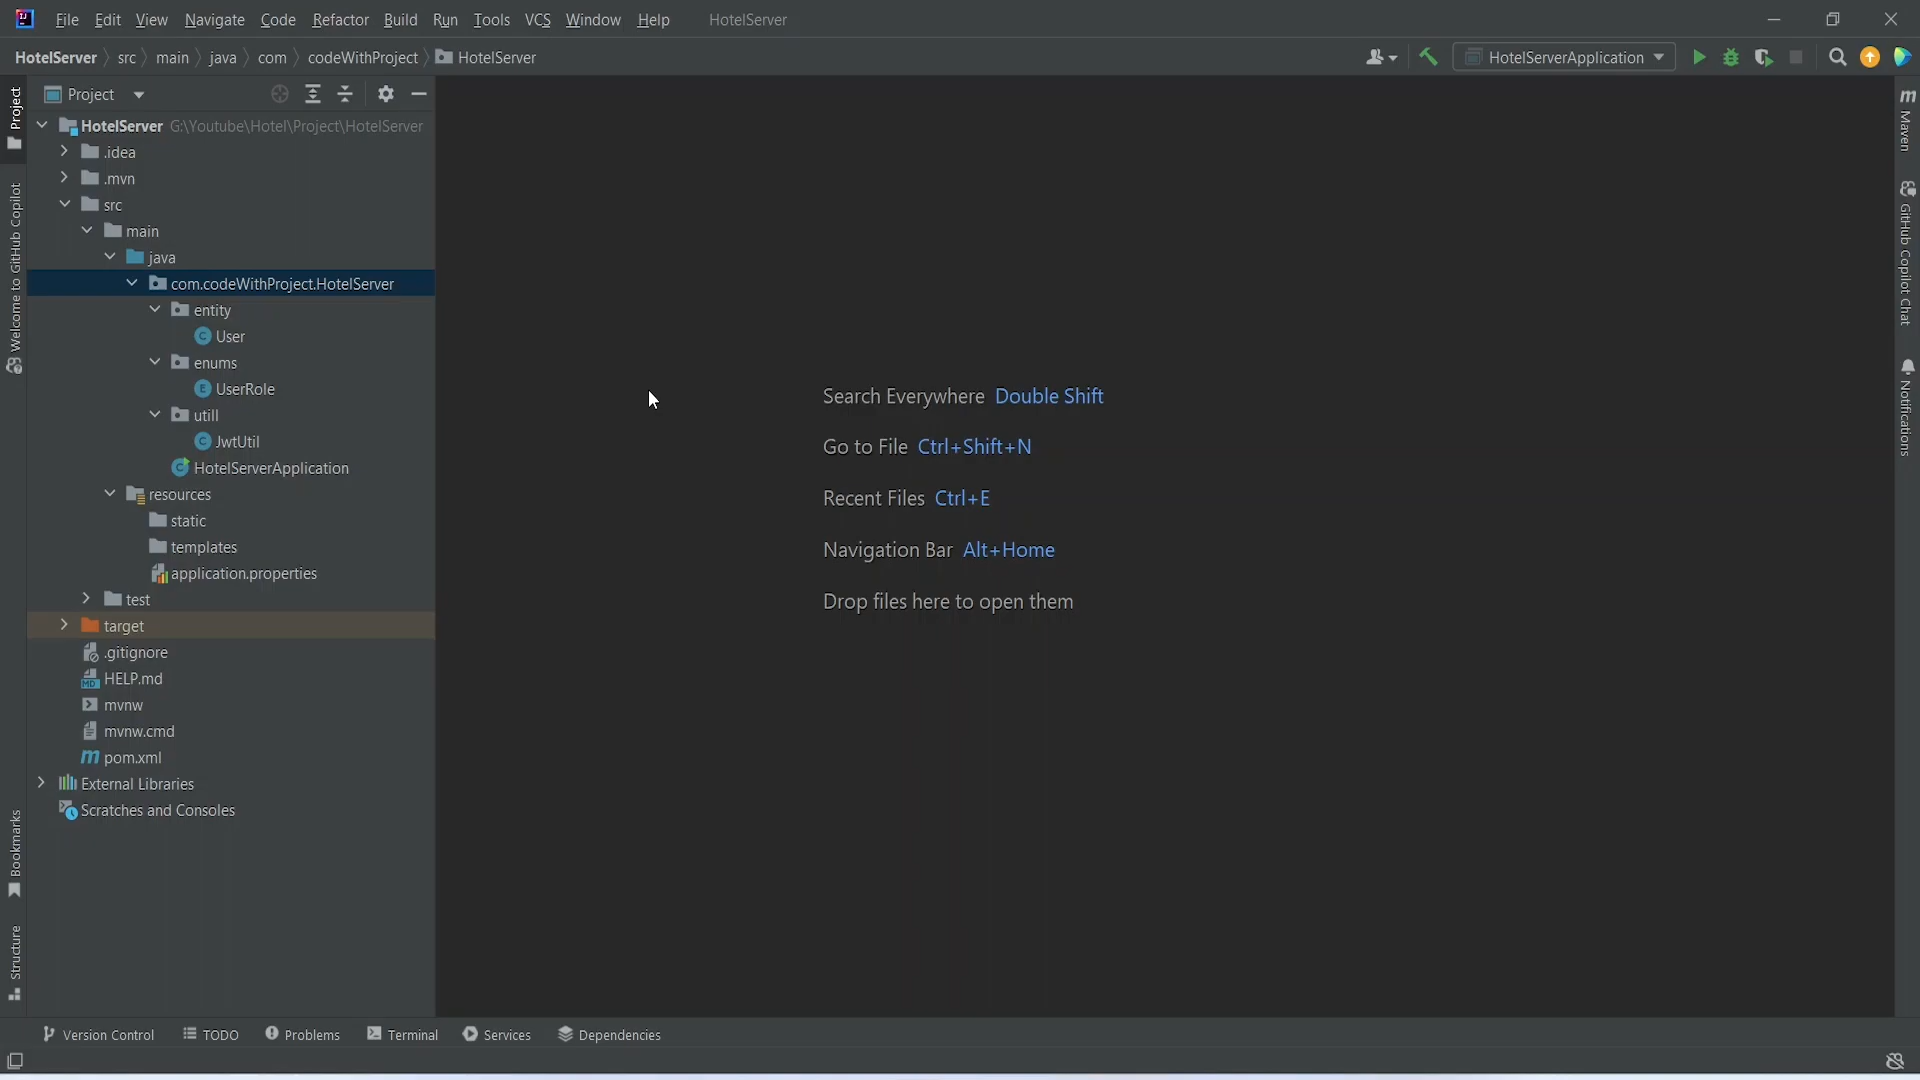 File Edit View Navigate Code Refactor Build Run Tools VCS Window Help HotelServer
HotelServer src main java com codeWithProject HotelServer HotelServerApplication
Project
HotelServer G:\Youtube\Hotel\Project\HotelServer
.idea
.mvn
src
main
java
com.codeWithProject.HotelServer
entity
User
enums
UserRole
utill
JwtUtil
HotelServerApplication
resources
static
templates
application.properties
test
target
.gitignore
HELP.md
mvnw
mvnw.cmd
pom.xml
External Libraries
Scratches and Consoles
Project
Welcome to GitHub Copilot
Bookmarks
Structure
Search Everywhere Double Shift
Go to File Ctrl+Shift+N
Recent Files Ctrl+E
Navigation Bar Alt+Home
Drop files here to open them
Maven
GitHub Copilot Chat
Notifications
Version Control TODO Problems Terminal Services Dependencies